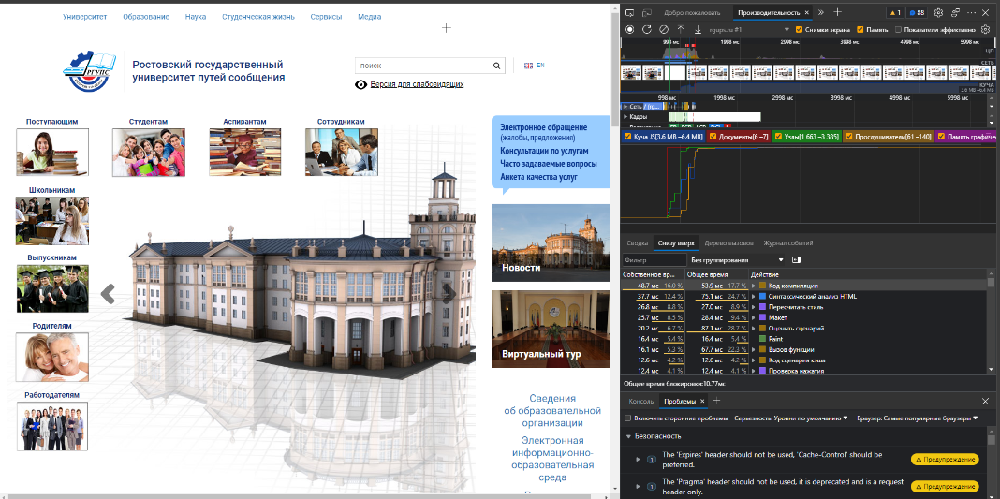 Университет Образование Наука Студенческая жизнь Сервисы Медиа
РГУПС
Ростовский государственный
университет путей сообщения
поиск
EN
Версия для слабовидящих
Поступающим Студентам Аспирантам Сотрудникам
Школьникам
Выпускникам
Родителям
Работодателям
Электронное обращение
(жалобы, предложения)
Консультации по услугам
Часто задаваемые вопросы
Анкета качества услуг
Новости
Виртуальный тур
Сведения
об образовательной
организации
Электронная
информационно-
образовательная
среда
Добро пожаловать Производительность 1 88
rgups.ru #1 Снимки экрана Память Показатели эффективно
998 мс 1998 мс 2998 мс 3998 мс 4998 мс 5998 мс
ЦП
СЕТЬ
КУЧА
3.6 MB –6.4 MB
998 мс 1998 мс 2998 мс 3998 мс 4998 мс 5998 мс
Сеть
Кадры
Куча JS[3.6 MB –6.4 MB] Документы[6 –7] Узлы[1 663 –3 385] Прослушиватели[61 –140] Память графичес
Сводка Снизу вверх Дерево вызовов Журнал событий
Фильтр Без группирования
Собственное вр... Общее время Действие
48.7 мс 16.0 % 53.9 мс 17.7 % Код компиляции
37.7 мс 12.4 % 75.1 мс 24.7 % Синтаксический анализ HTML
26.8 мс 8.8 % 27.0 мс 8.9 % Пересчитать стиль
25.7 мс 8.5 % 28.4 мс 9.4 % Макет
20.2 мс 6.7 % 87.1 мс 28.7 % Оценить сценарий
16.4 мс 5.4 % 16.4 мс 5.4 % Paint
16.1 мс 5.3 % 67.7 мс 22.3 % Вызов функции
12.6 мс 4.2 % 12.6 мс 4.2 % Код сценария кэша
12.4 мс 4.1 % 12.4 мс 4.1 % Проверка нажатия
Общее время блокировки:10.77мс
Консоль Проблемы
Включить сторонние проблемы Серьезность: Уровни по умолчанию Браузер: Самые популярные браузеры
Безопасность
1 The 'Expires' header should not be used, 'Cache-Control' should be
preferred.
Предупреждение
1 The 'Pragma' header should not be used, it is deprecated and is a request
header only.
Предупреждение